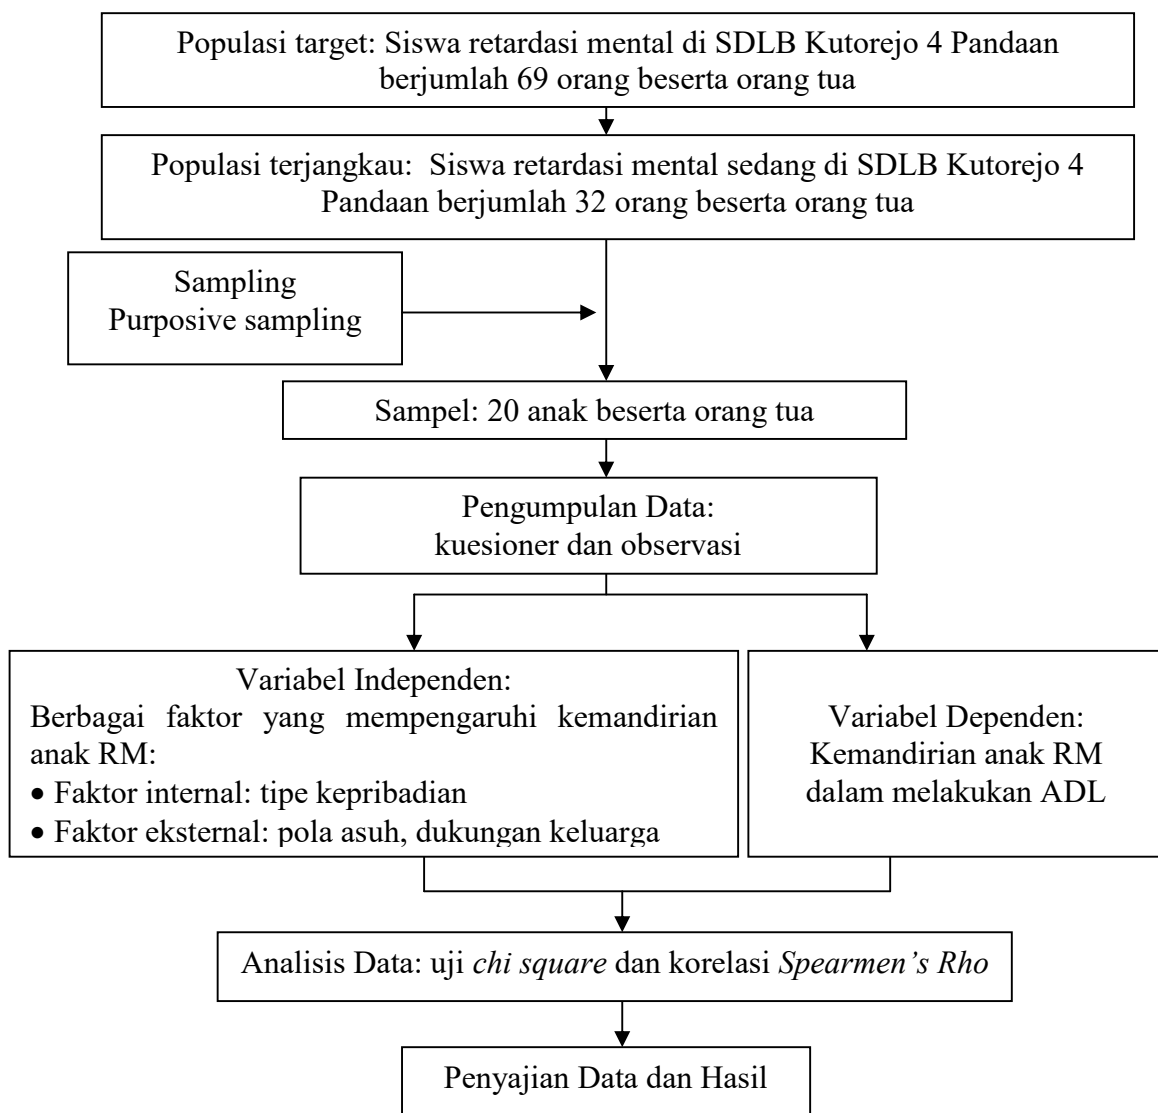 Populasi target: Siswa retardasi mental di SDLB Kutorejo 4 Pandaan
berjumlah 69 orang beserta orang tua
Populasi terjangkau: Siswa retardasi mental sedang di SDLB Kutorejo 4
Pandaan berjumlah 32 orang beserta orang tua
Sampling
Purposive sampling
Sampel: 20 anak beserta orang tua
Pengumpulan Data:
kuesioner dan observasi
Variabel Independen:
Berbagai faktor yang mempengaruhi kemandirian
anak RM:
• Faktor internal: tipe kepribadian
• Faktor eksternal: pola asuh, dukungan keluarga
Variabel Dependen:
Kemandirian anak RM
dalam melakukan ADL
Analisis Data: uji chi square dan korelasi Spearmen's Rho
Penyajian Data dan Hasil